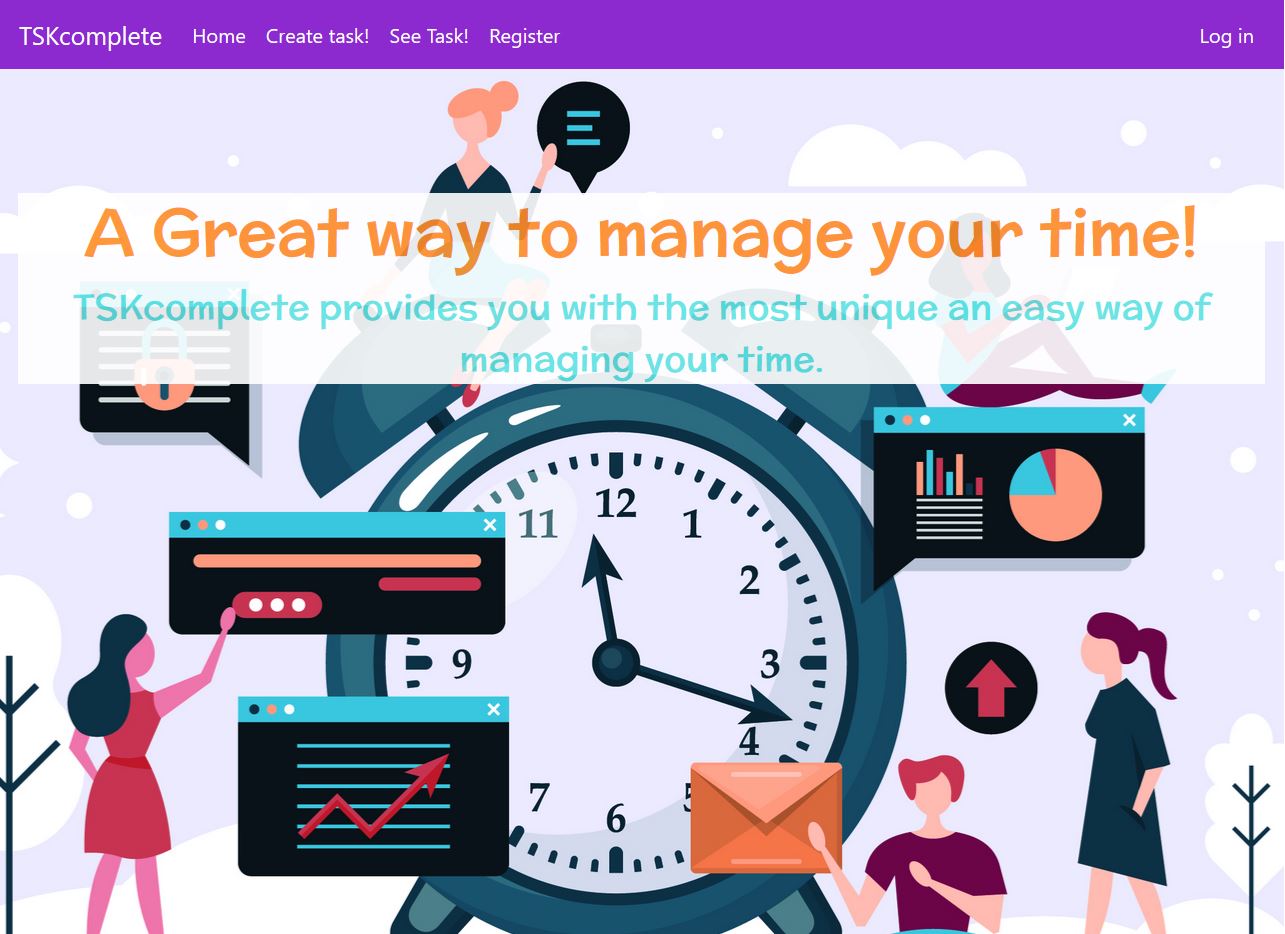 TSKcomplete Home Create task! See Task! Register Log in
A Great way to manage your time!
TSKcomplete provides you with the most unique an easy way of
managing your time.
12
11 1
2
9 3
4
7 5
6